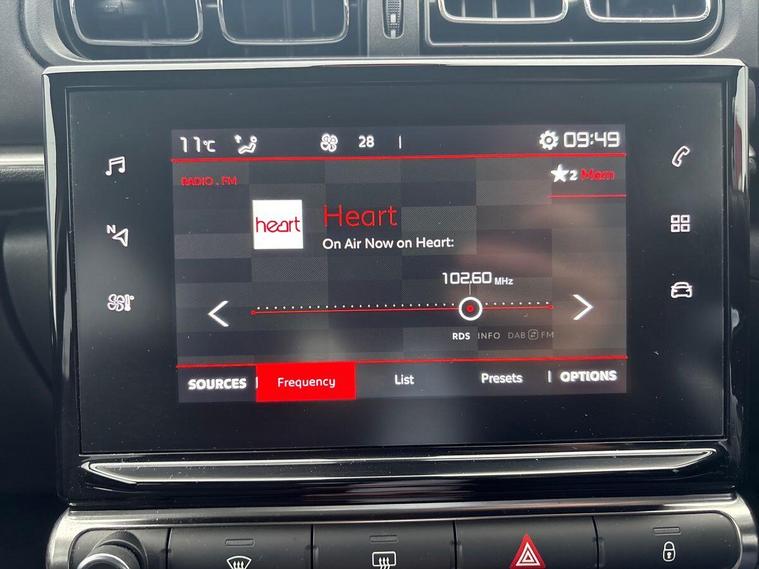 11°C 28 09:49
RADIO . FM 2 Mem
heart Heart
On Air Now on Heart:
102.60 MHz
N
RDS INFO DAB FM
SOURCES Frequency List Presets OPTIONS